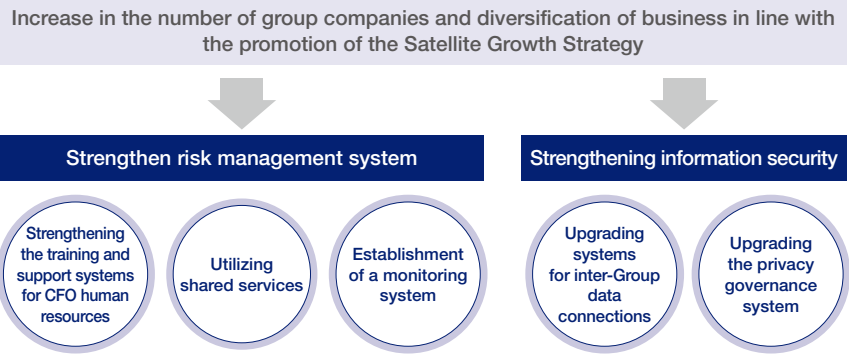 Increase in the number of group companies and diversification of business in line with
the promotion of the Satellite Growth Strategy
Strengthen risk management system
Strengthening information security
Strengthening
the training and
support systems
for CFO human
resources
Utilizing
shared services
Establishment
of a monitoring
system
Upgrading
systems
for inter-Group
data
connections
Upgrading
the privacy
governance
system